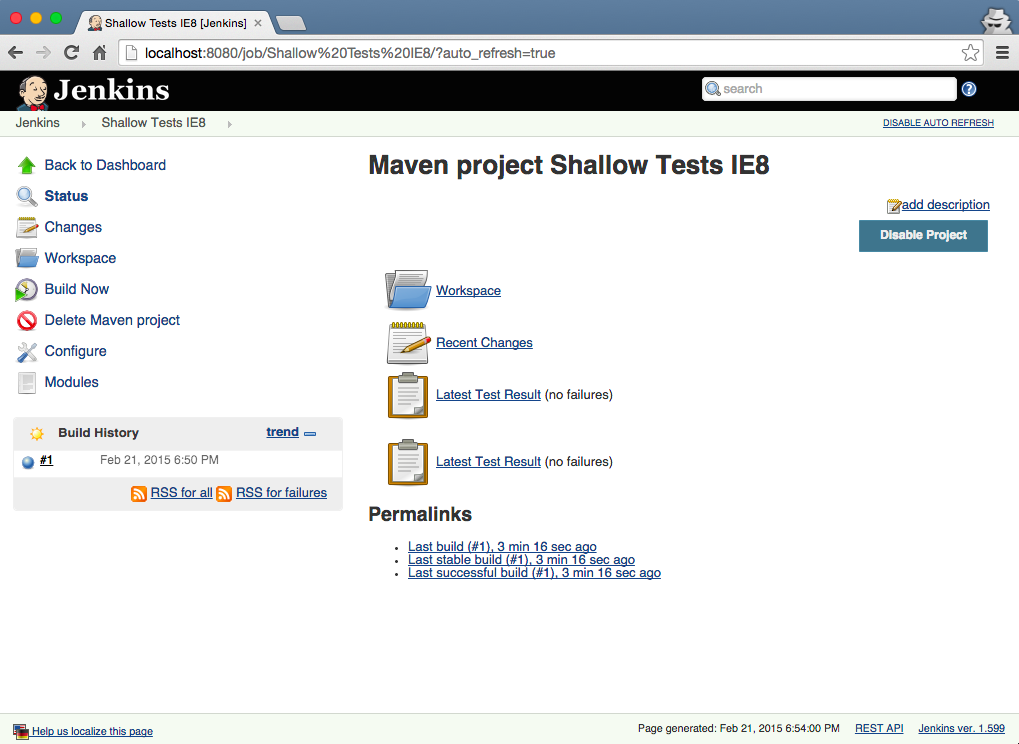 Shallow Tests IE8 [Jenkins]
localhost:8080/job/Shallow%20Tests%20IE8/?auto_refresh=true
Jenkins
search
Jenkins Shallow Tests IE8
DISABLE AUTO REFRESH
Back to Dashboard
Status
Changes
Workspace
Build Now
Delete Maven project
Configure
Modules
Build History trend
#1 Feb 21, 2015 6:50 PM
RSS for all RSS for failures
Maven project Shallow Tests IE8
add description
Disable Project
Workspace
Recent Changes
Latest Test Result (no failures)
Latest Test Result (no failures)
Permalinks
Last build (#1), 3 min 16 sec ago
Last stable build (#1), 3 min 16 sec ago
Last successful build (#1), 3 min 16 sec ago
Help us localize this page
Page generated: Feb 21, 2015 6:54:00 PM REST API Jenkins ver. 1.599